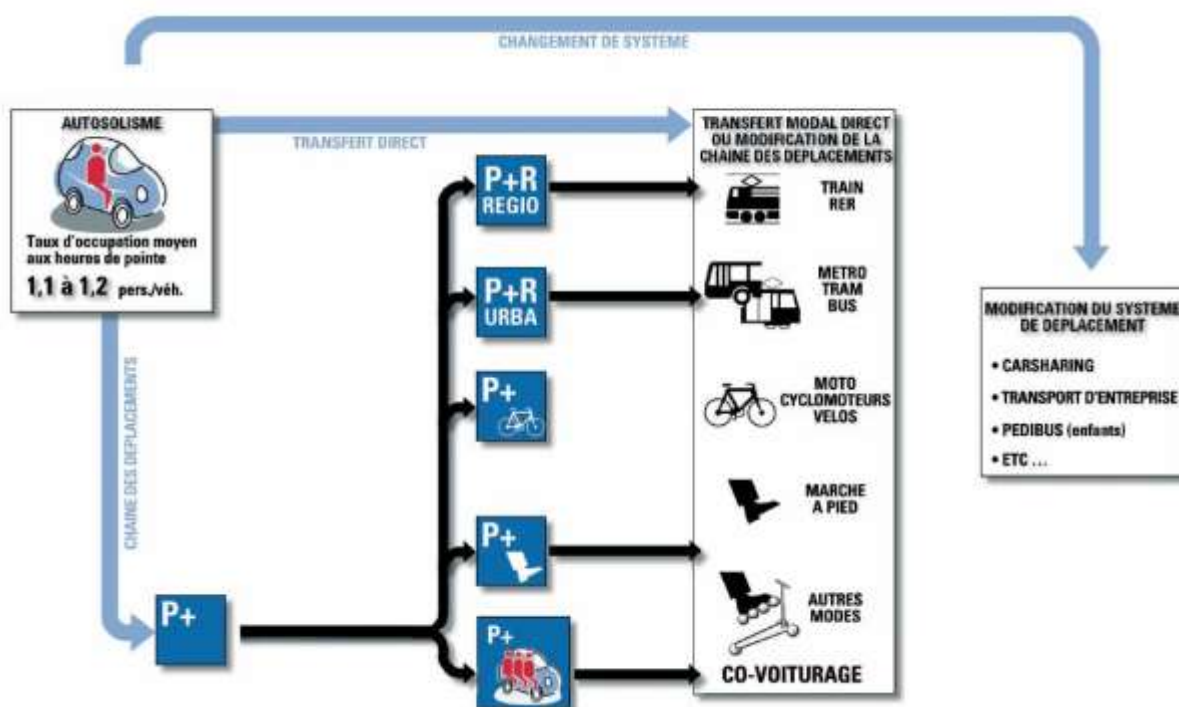 CHANGEMENT DE SYSTEME
AUTOSOLISME
Taux d'occupation moyen
aux heures de pointe
1,1 à 1,2 pers./véh.
TRANSFERT DIRECT
CHAINE DES DEPLACEMENTS
P+
P+R
REGIO
P+R
URBA
P+
P+
P+
TRANSFERT MODAL DIRECT
OU MODIFICATION DE LA
CHAINE DES DEPLACEMENTS
TRAIN
RER
METRO
TRAM
BUS
MOTO
CYCLOMOTEURS
VELOS
MARCHE
A PIED
AUTRES
MODES
CO-VOITURAGE
MODIFICATION DU SYSTEME
DE DEPLACEMENT
• CARSHARING
• TRANSPORT D'ENTREPRISE
• PEDIBUS (enfants)
• ETC ...